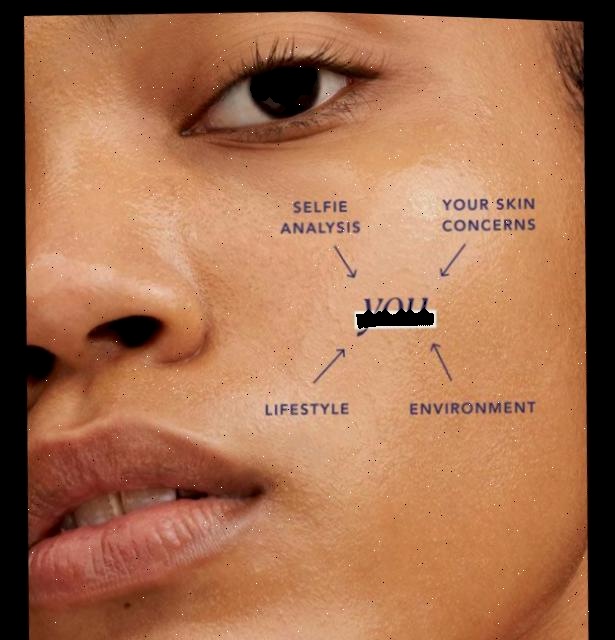 SELFIE
ANALYSIS
YOUR SKIN
CONCERNS
you
LIFESTYLE
ENVIRONMENT